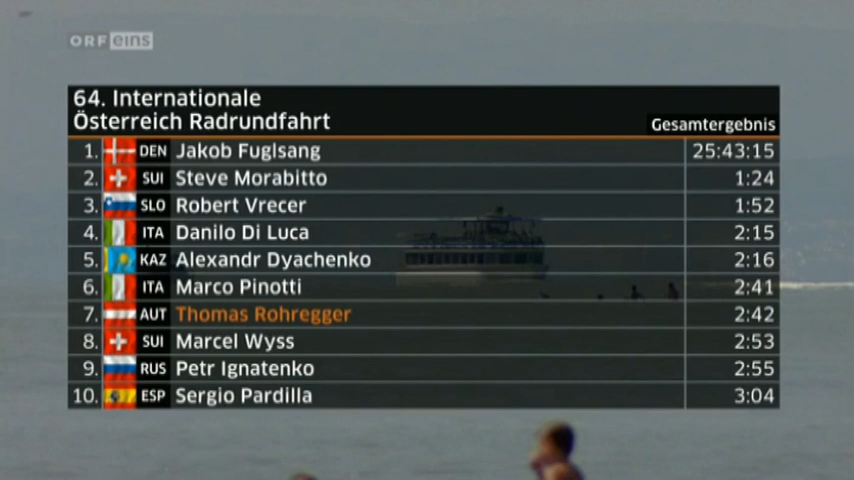 ORF eins
64. Internationale
Österreich Radrundfahrt
Gesamtergebnis
1. DEN Jakob Fuglsang 25:43:15
2. SUI Steve Morabitto 1:24
3. SLO Robert Vrecer 1:52
4. ITA Danilo Di Luca 2:15
5. KAZ Alexandr Dyachenko 2:16
6. ITA Marco Pinotti 2:41
7. AUT Thomas Rohregger 2:42
8. SUI Marcel Wyss 2:53
9. RUS Petr Ignatenko 2:55
10. ESP Sergio Pardilla 3:04